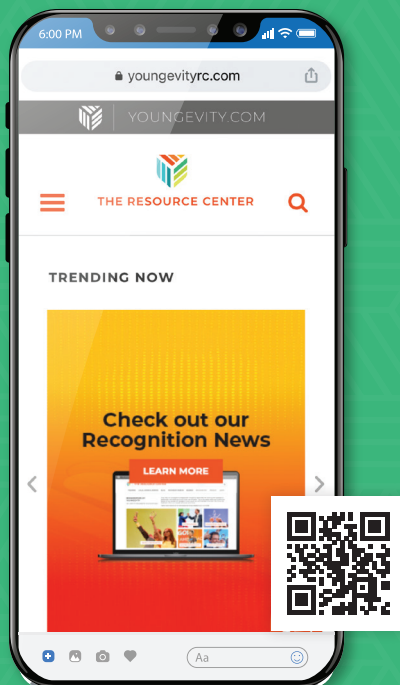 6:00 PM
youngevityrc.com
YOUNGEVITY.COM
THE RESOURCE CENTER
TRENDING NOW
Check out our
Recognition News
LEARN MORE
Aa